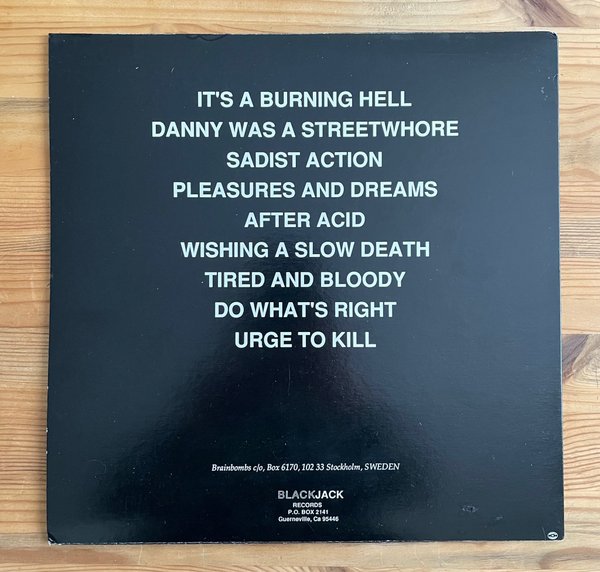 IT'S A BURNING HELL
DANNY WAS A STREETWHORE
SADIST ACTION
PLEASURES AND DREAMS
AFTER ACID
WISHING A SLOW DEATH
TIRED AND BLOODY
DO WHAT'S RIGHT
URGE TO KILL
Brainbombs c/o, Box 6170, 102 33 Stockholm, SWEDEN
BLACKJACK
RECORDS
P.O. BOX 2141
Guerneville, Ca 95446